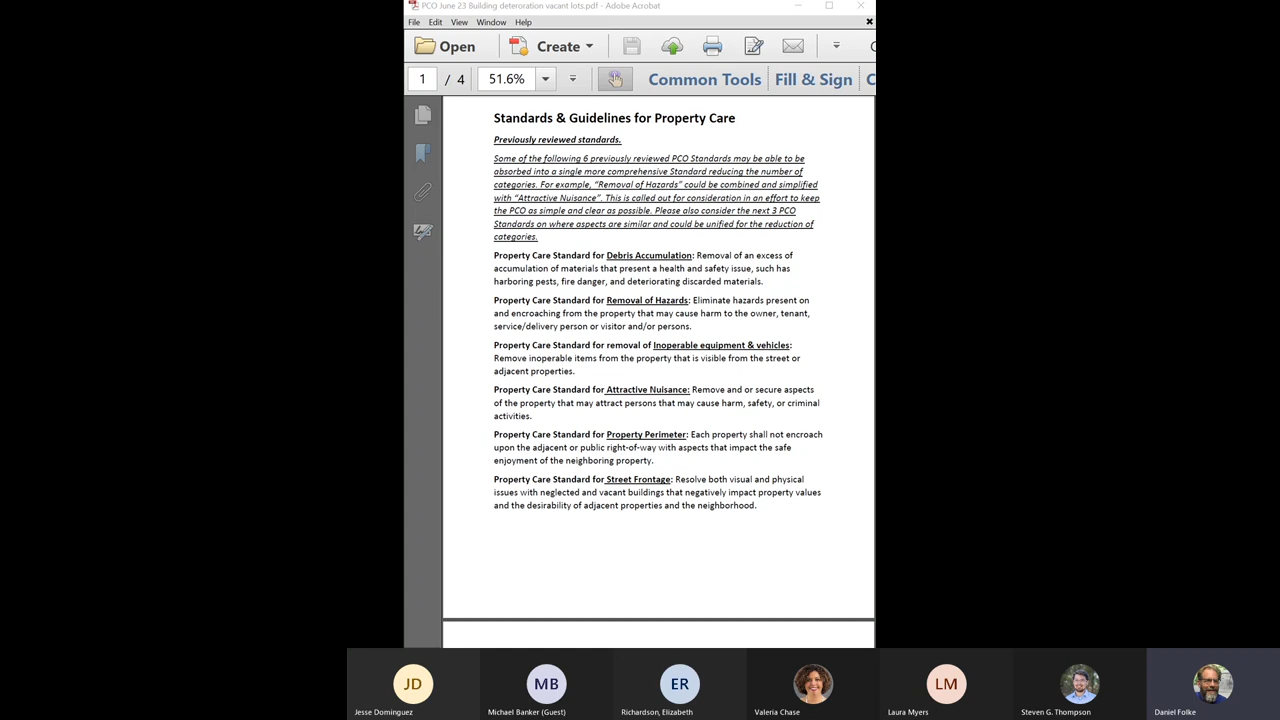 PCO June 23 Building deteroration vacant lots.pdf - Adobe Acrobat
File Edit View Window Help
Open Create
1 / 4 51.6% Common Tools Fill & Sign C
Standards & Guidelines for Property Care
Previously reviewed standards.
Some of the following 6 previously reviewed PCO Standards may be able to be
absorbed into a single more comprehensive Standard reducing the number of
categories. For example, “Removal of Hazards” could be combined and simplified
with “Attractive Nuisance”. This is called out for consideration in an effort to keep
the PCO as simple and clear as possible. Please also consider the next 3 PCO
Standards on where aspects are similar and could be unified for the reduction of
categories.
Property Care Standard for Debris Accumulation: Removal of an excess of
accumulation of materials that present a health and safety issue, such has
harboring pests, fire danger, and deteriorating discarded materials.
Property Care Standard for Removal of Hazards: Eliminate hazards present on
and encroaching from the property that may cause harm to the owner, tenant,
service/delivery person or visitor and/or persons.
Property Care Standard for removal of Inoperable equipment & vehicles:
Remove inoperable items from the property that is visible from the street or
adjacent properties.
Property Care Standard for Attractive Nuisance: Remove and or secure aspects
of the property that may attract persons that may cause harm, safety, or criminal
activities.
Property Care Standard for Property Perimeter: Each property shall not encroach
upon the adjacent or public right-of-way with aspects that impact the safe
enjoyment of the neighboring property.
Property Care Standard for Street Frontage: Resolve both visual and physical
issues with neglected and vacant buildings that negatively impact property values
and the desirability of adjacent properties and the neighborhood.
JD MB ER LM
Jesse Dominguez Michael Banker (Guest) Richardson, Elizabeth Valeria Chase Laura Myers Steven G. Thompson Daniel Folke